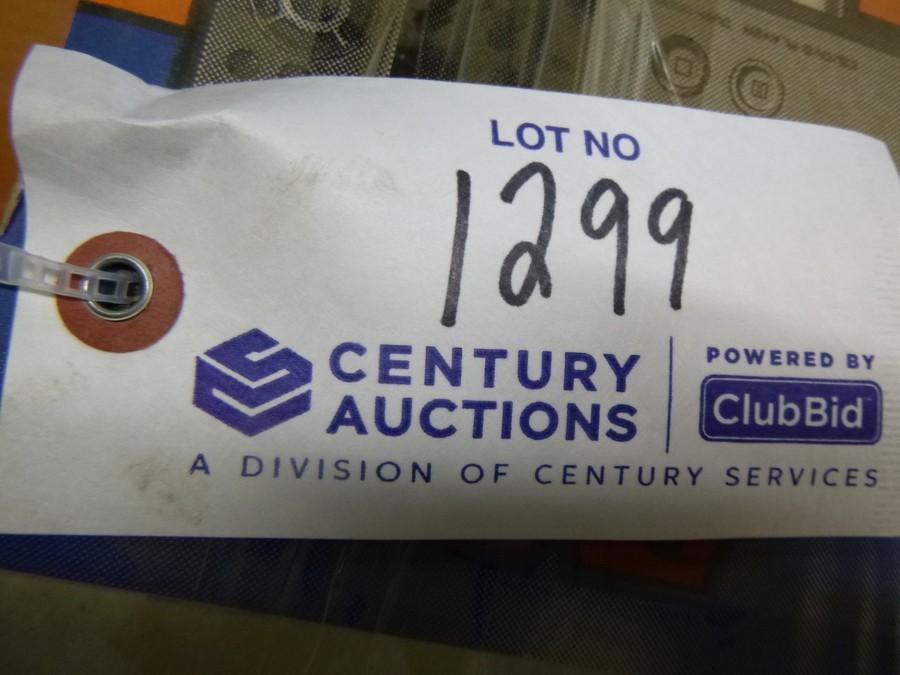 LOT NO
1299
CENTURY
AUCTIONS
POWERED BY
ClubBid
A DIVISION OF CENTURY SERVICES